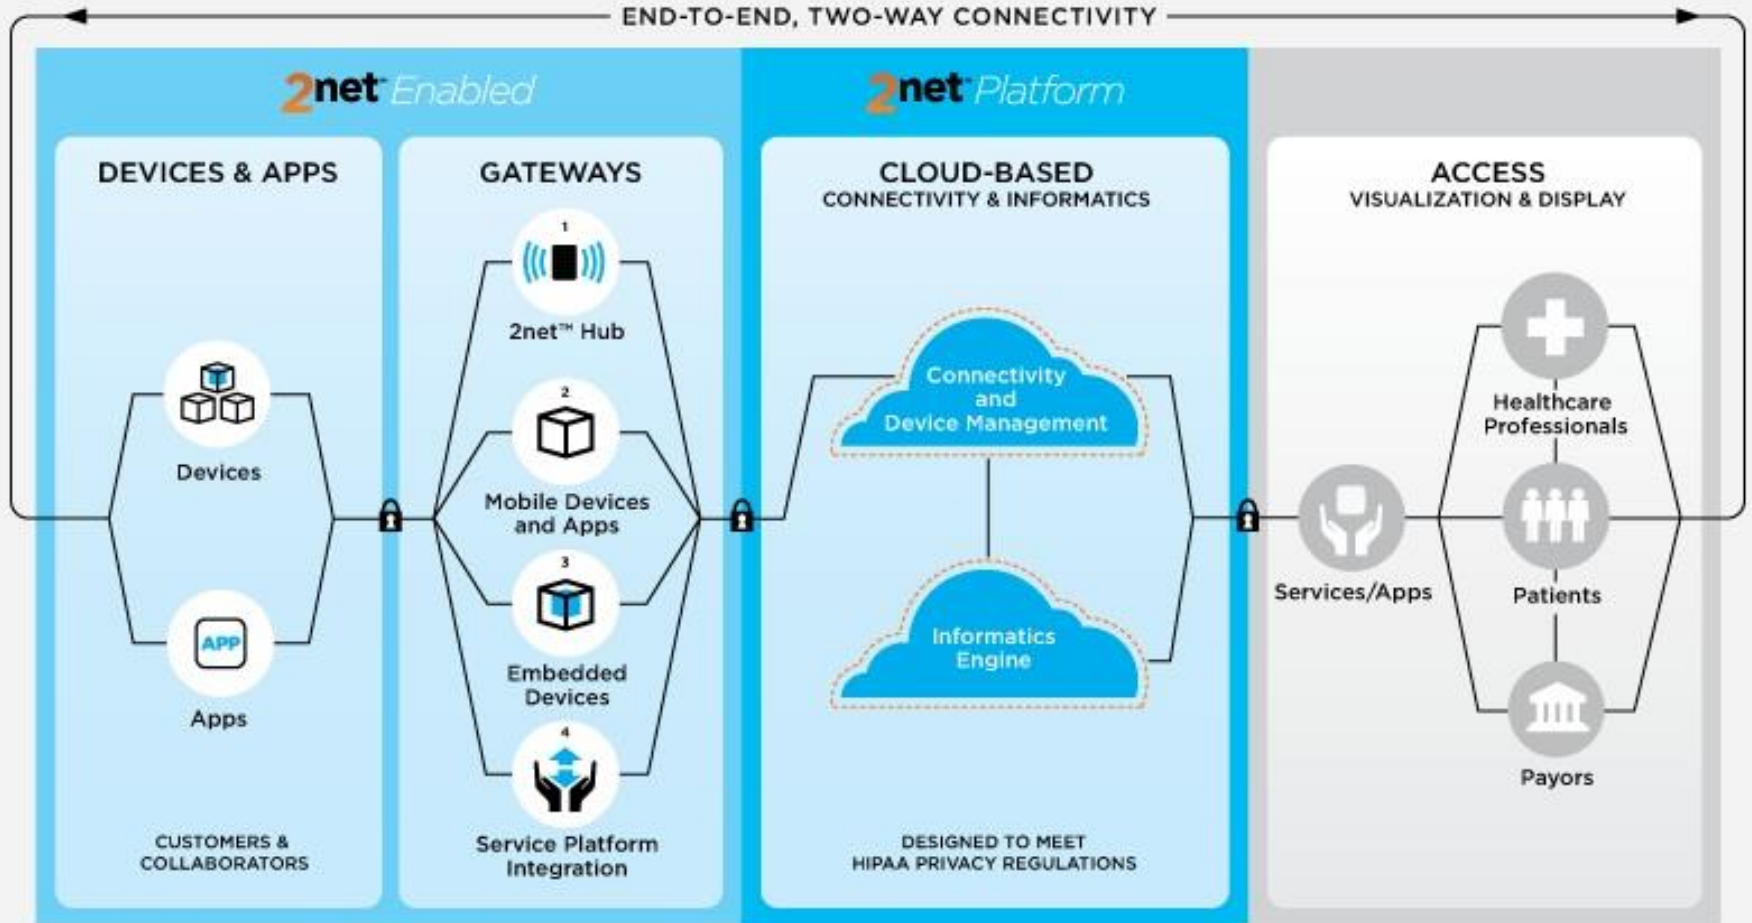 END-TO-END, TWO-WAY CONNECTIVITY
2net™ Enabled
2net™ Platform
DEVICES & APPS
Devices
APP
Apps
CUSTOMERS &
COLLABORATORS
GATEWAYS
1
2net™ Hub
2
Mobile Devices
and Apps
3
Embedded
Devices
4
Service Platform
Integration
CLOUD-BASED
CONNECTIVITY & INFORMATICS
Connectivity
and
Device Management
Informatics
Engine
DESIGNED TO MEET
HIPAA PRIVACY REGULATIONS
ACCESS
VISUALIZATION & DISPLAY
Services/Apps
Healthcare
Professionals
Patients
Payors